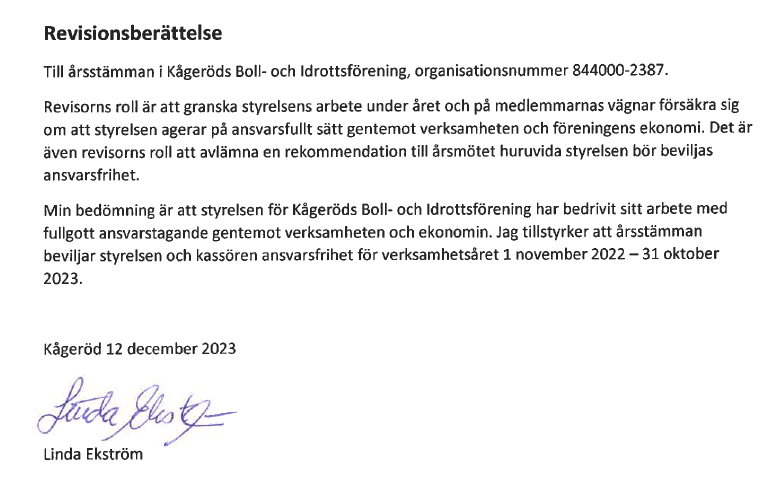 Revisionsberättelse
Till årsstämman i Kågeröds Boll- och Idrottsförening, organisationsnummer 844000-2387.
Revisorns roll är att granska styrelsens arbete under året och på medlemmarnas vägnar försäkra sig
om att styrelsen agerar på ansvarsfullt sätt gentemot verksamheten och föreningens ekonomi. Det är
även revisorns roll att avlämna en rekommendation till årsmötet huruvida styrelsen bör beviljas
ansvarsfrihet.
Min bedömning är att styrelsen för Kågeröds Boll- och Idrottsförening har bedrivit sitt arbete med
fullgott ansvarstagande gentemot verksamheten och ekonomin. Jag tillstyrker att årsstämman
beviljar styrelsen och kassören ansvarsfrihet för verksamhetsåret 1 november 2022 – 31 oktober
2023.
Kågeröd 12 december 2023
Linda
Linda Ekström